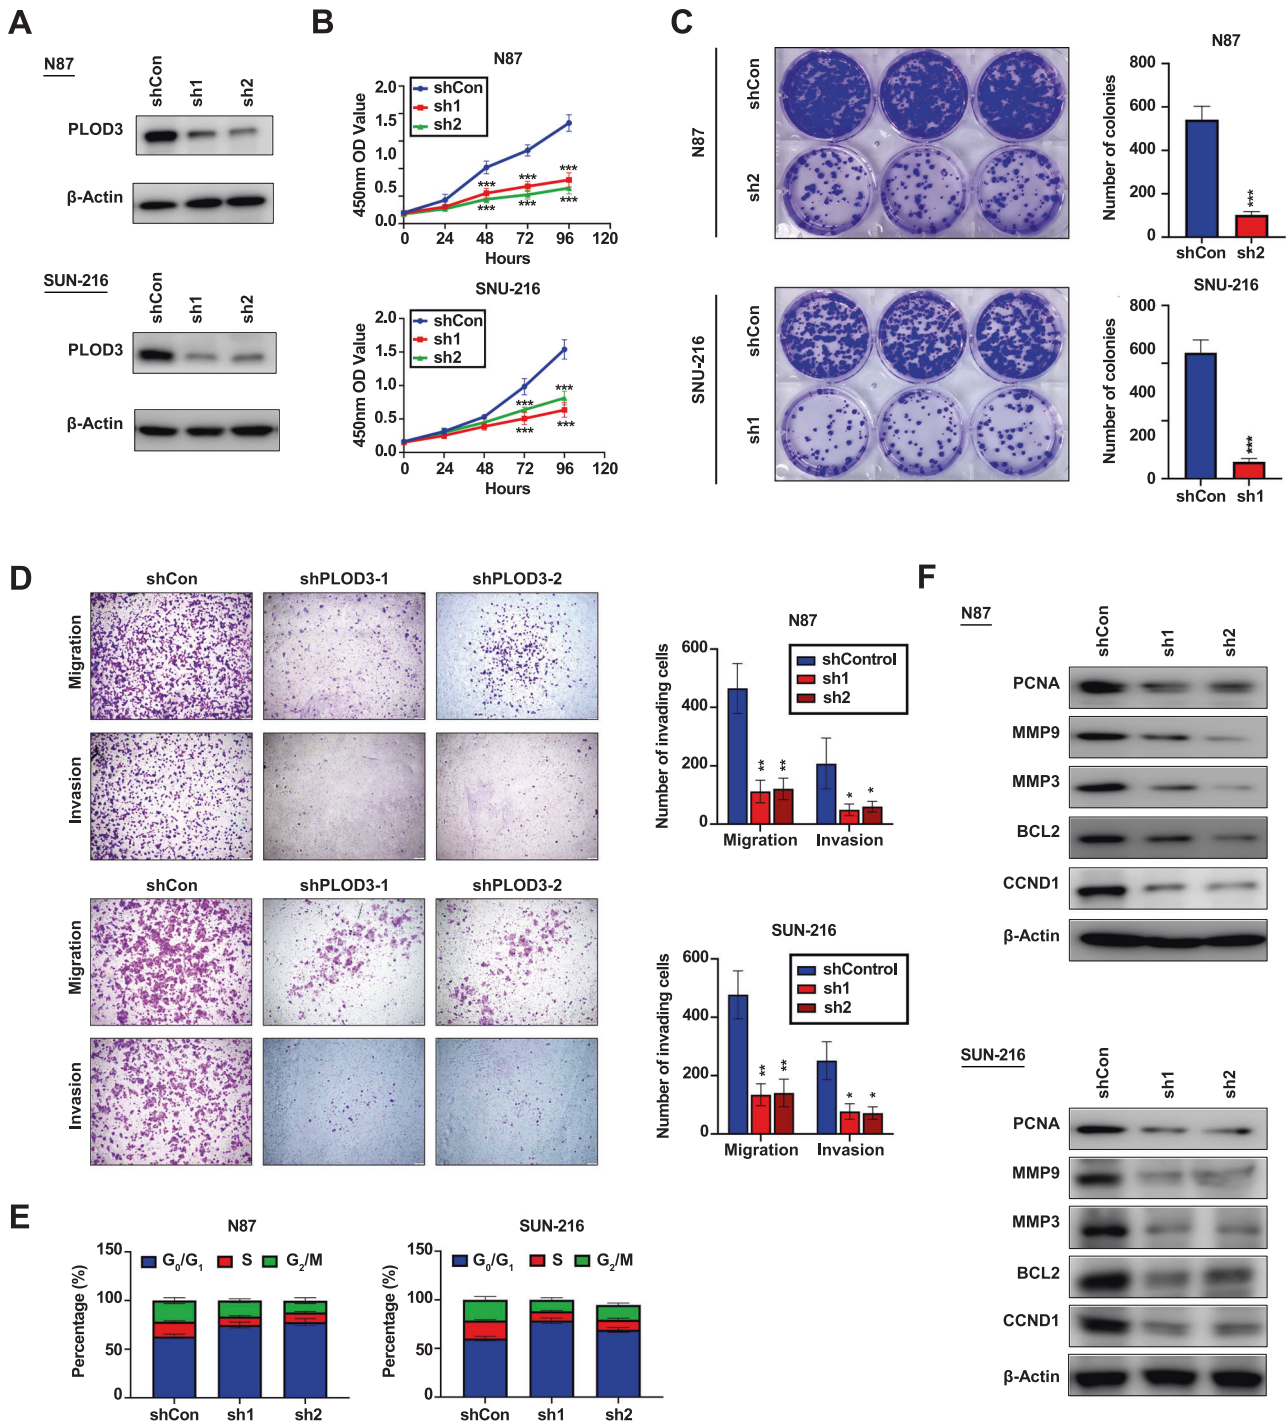 A
N87
shCon
sh1
sh2
PLOD3
β-Actin
SUN-216
shCon
sh1
sh2
PLOD3
β-Actin
B
N87
shCon
sh1
sh2
450nm OD Value
2.0
1.5
1.0
0.5
0.0
*** *** ***
*** *** ***
0 24 48 72 96 120
Hours
SNU-216
shCon
sh1
sh2
450nm OD Value
2.0
1.5
1.0
0.5
0.0
*** ***
*** ***
0 24 48 72 96 120
Hours
C
N87
shCon
sh2
N87
Number of colonies
800
600
400
200
0
***
shCon sh2
SNU-216
shCon
sh1
SNU-216
Number of colonies
800
600
400
200
0
***
shCon sh1
D
shCon shPLOD3-1 shPLOD3-2
Migration
Invasion
shCon shPLOD3-1 shPLOD3-2
Migration
Invasion
N87
shControl
sh1
sh2
Number of invading cells
600
400
200
0
** ** * *
Migration Invasion
SUN-216
shControl
sh1
sh2
Number of invading cells
600
400
200
0
** ** * *
Migration Invasion
E
N87
G₀/G₁ S G₂/M
Percentage (%)
150
100
50
0
shCon sh1 sh2
SUN-216
G₀/G₁ S G₂/M
Percentage (%)
150
100
50
0
shCon sh1 sh2
F
N87
shCon
sh1
sh2
PCNA
MMP9
MMP3
BCL2
CCND1
β-Actin
SUN-216
shCon
sh1
sh2
PCNA
MMP9
MMP3
BCL2
CCND1
β-Actin